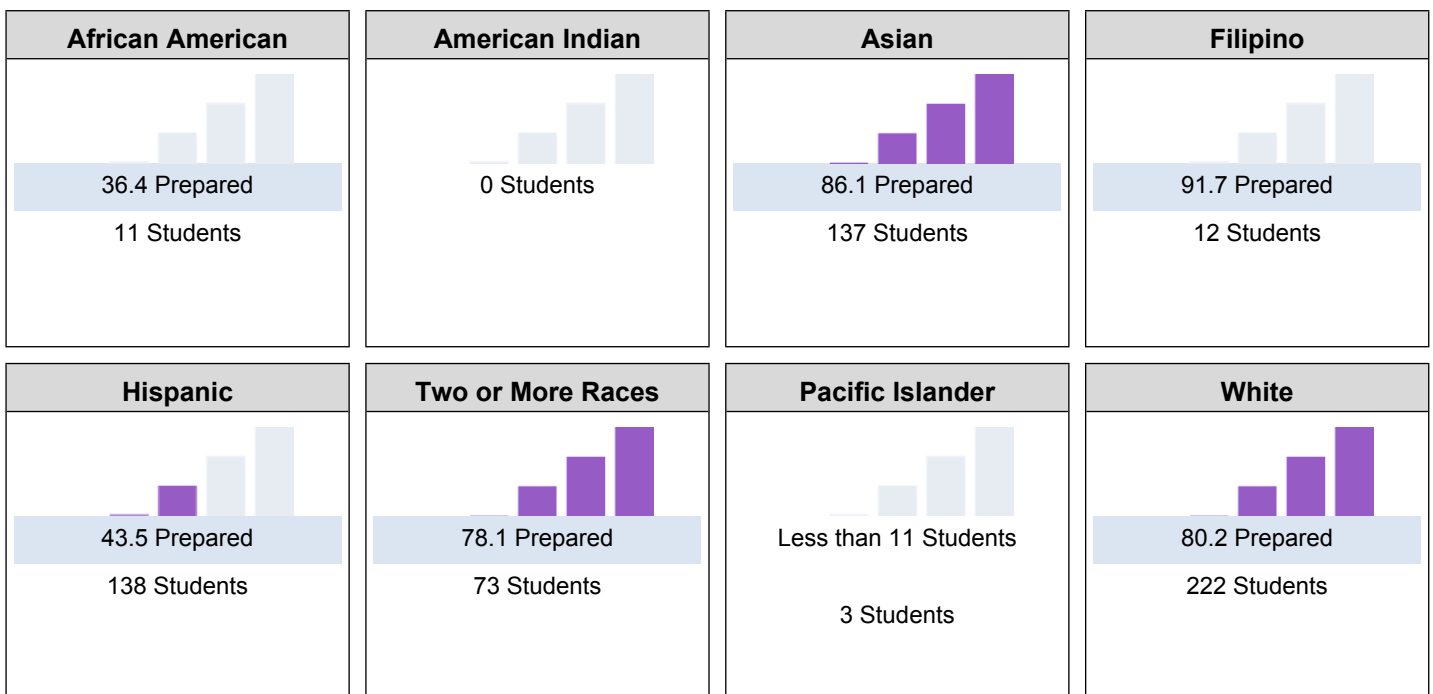 African American
36.4 Prepared
11 Students
American Indian
0 Students
Asian
86.1 Prepared
137 Students
Filipino
91.7 Prepared
12 Students
Hispanic
43.5 Prepared
138 Students
Two or More Races
78.1 Prepared
73 Students
Pacific Islander
Less than 11 Students
3 Students
White
80.2 Prepared
222 Students